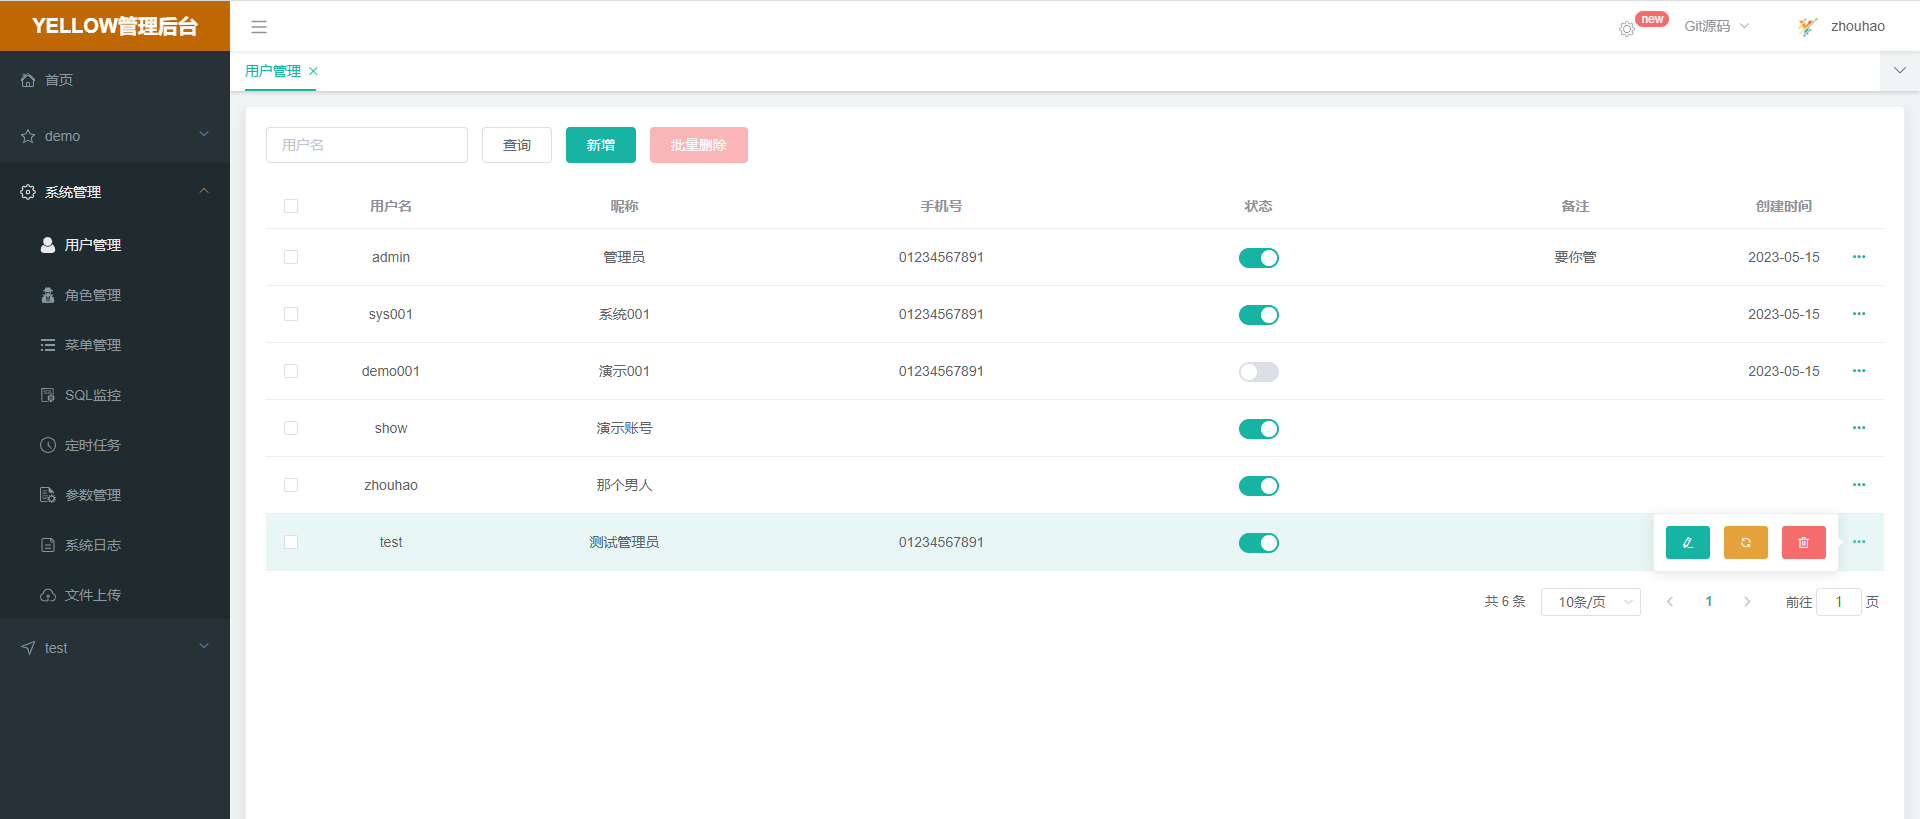 YELLOW管理后台
new
Git源码
zhouhao
首页
demo
系统管理
用户管理
角色管理
菜单管理
SQL监控
定时任务
参数管理
系统日志
文件上传
test
用户管理
用户名 查询 新增 批量删除
用户名 昵称 手机号 状态 备注 创建时间
admin 管理员 01234567891 要你管 2023-05-15
sys001 系统001 01234567891 2023-05-15
demo001 演示001 01234567891 2023-05-15
show 演示账号
zhouhao 那个男人
test 测试管理员 01234567891
共 6 条 10条/页 1 前往 1 页